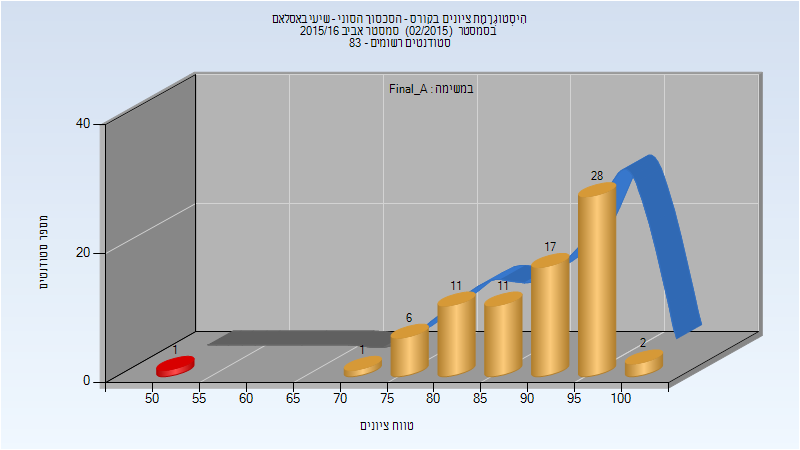 הִיסְטוֹגְרָמַת ציונים בקורס - הסכסוך הסוני - שיעי באסלאם
בסמסטר (02/2015) סמסטר אביב 2015/16
סטודנטים רשומים - 83
במשימה : Final_A
מספר סטודנטים
40
20
0
1
1
6
11
11
17
28
2
50 55 60 65 70 75 80 85 90 95 100
טווח ציונים